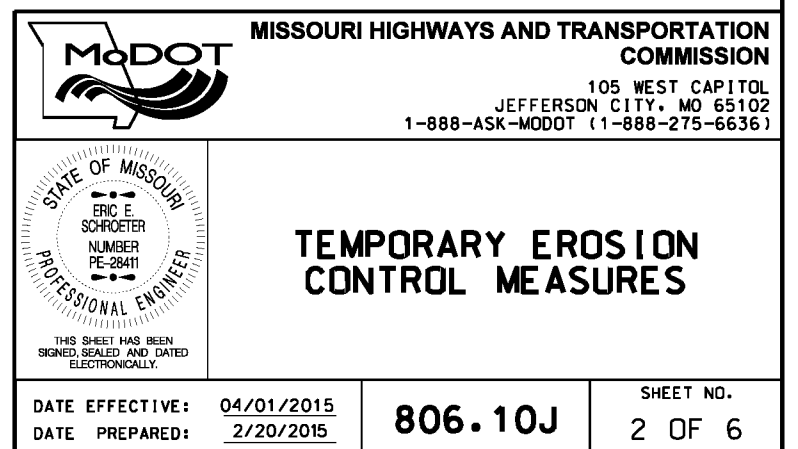 MoDOT
MISSOURI HIGHWAYS AND TRANSPORTATION
COMMISSION
105 WEST CAPITOL
JEFFERSON CITY, MO 65102
1-888-ASK-MODOT (1-888-275-6636)
STATE OF MISSOURI
ERIC E.
SCHROETER
NUMBER
PE-28411
PROFESSIONAL ENGINEER
THIS SHEET HAS BEEN
SIGNED, SEALED AND DATED
ELECTRONICALLY.
TEMPORARY EROSION
CONTROL MEASURES
DATE EFFECTIVE: 04/01/2015
DATE PREPARED: 2/20/2015
806.10J
SHEET NO.
2 OF 6